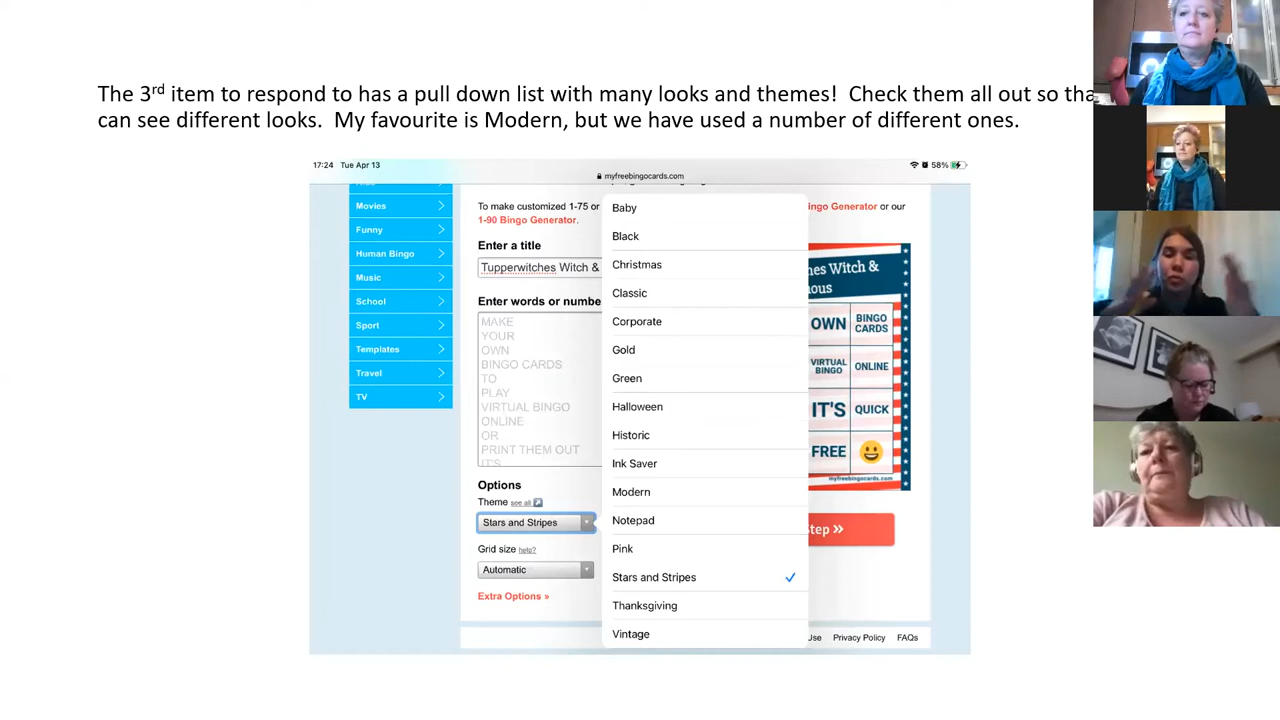 The 3rd item to respond to has a pull down list with many looks and themes! Check them all out so tha
can see different looks. My favourite is Modern, but we have used a number of different ones.
17:24 Tue Apr 13
58%
myfreebingocards.com
Movies
Funny
Human Bingo
Music
School
Sport
Templates
Travel
TV
To make customized 1-75 or
ingo Generator or our
1-90 Bingo Generator.
Enter a title
Tupperwitches Witch &
Enter words or numbe
MAKE
YOUR
OWN
BINGO CARDS
TO
PLAY
VIRTUAL BINGO
ONLINE
OR
PRINT THEM OUT
IT'S
Options
Theme see all
Stars and Stripes
Grid size help?
Automatic
Extra Options »
Baby
Black
Christmas
Classic
Corporate
Gold
Green
Halloween
Historic
Ink Saver
Modern
Notepad
Pink
Stars and Stripes
Thanksgiving
Vintage
hes Witch &
ous
OWN
BINGO
CARDS
VIRTUAL
BINGO
ONLINE
IT'S
QUICK
FREE
myfreebingocards.com
Step »
Use
Privacy Policy
FAQs